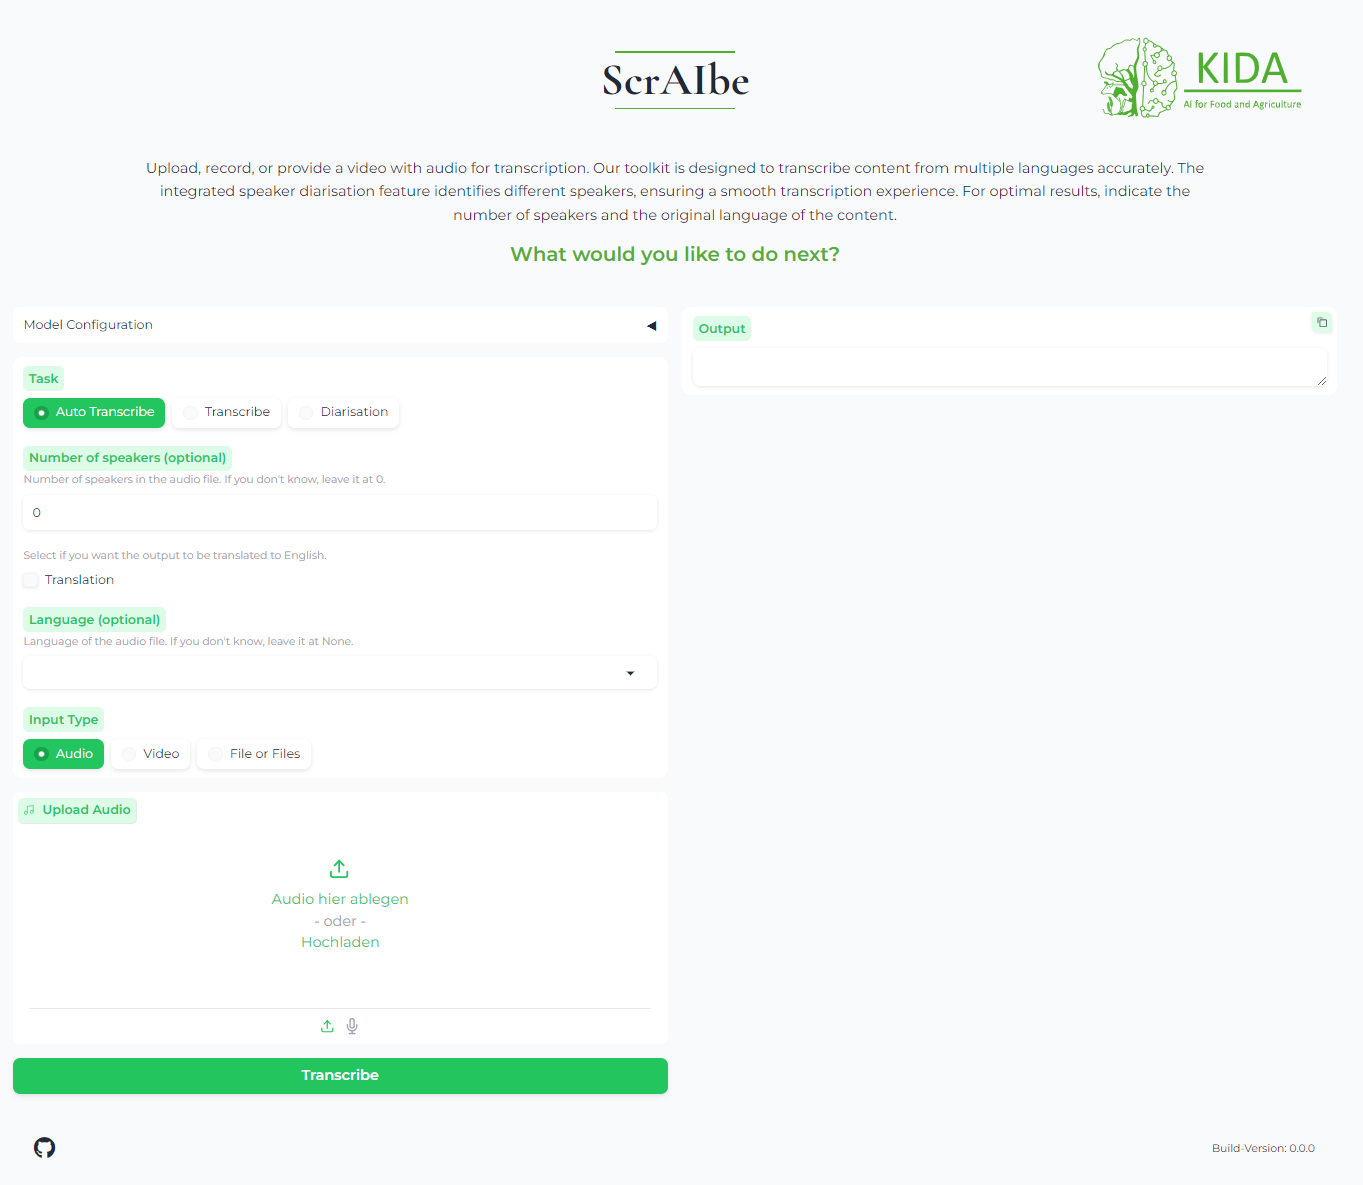 ScrAIbe
KIDA
AI for Food and Agriculture
Upload, record, or provide a video with audio for transcription. Our toolkit is designed to transcribe content from multiple languages accurately. The
integrated speaker diarisation feature identifies different speakers, ensuring a smooth transcription experience. For optimal results, indicate the
number of speakers and the original language of the content.
What would you like to do next?
Model Configuration
Task
Auto Transcribe Transcribe Diarisation
Number of speakers (optional)
Number of speakers in the audio file. If you don't know, leave it at 0.
0
Select if you want the output to be translated to English.
Translation
Language (optional)
Language of the audio file. If you don't know, leave it at None.
Input Type
Audio Video File or Files
Upload Audio
Audio hier ablegen
- oder -
Hochladen
Transcribe
Output
Build-Version: 0.0.0